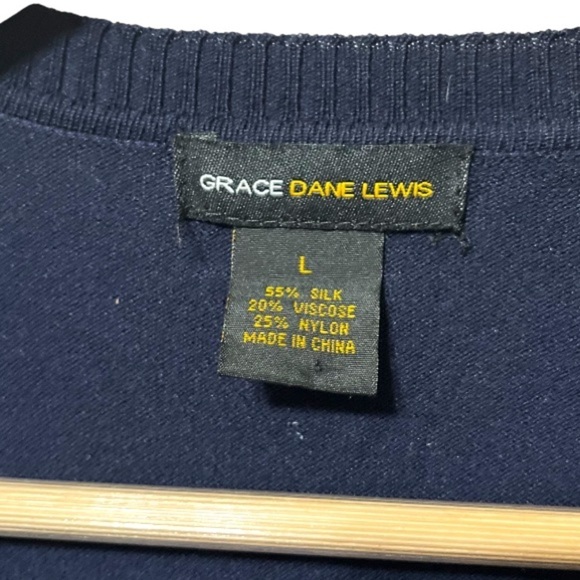 GRACE DANE LEWIS
L
55% SILK
20% VISCOSE
25% NYLON
MADE IN CHINA